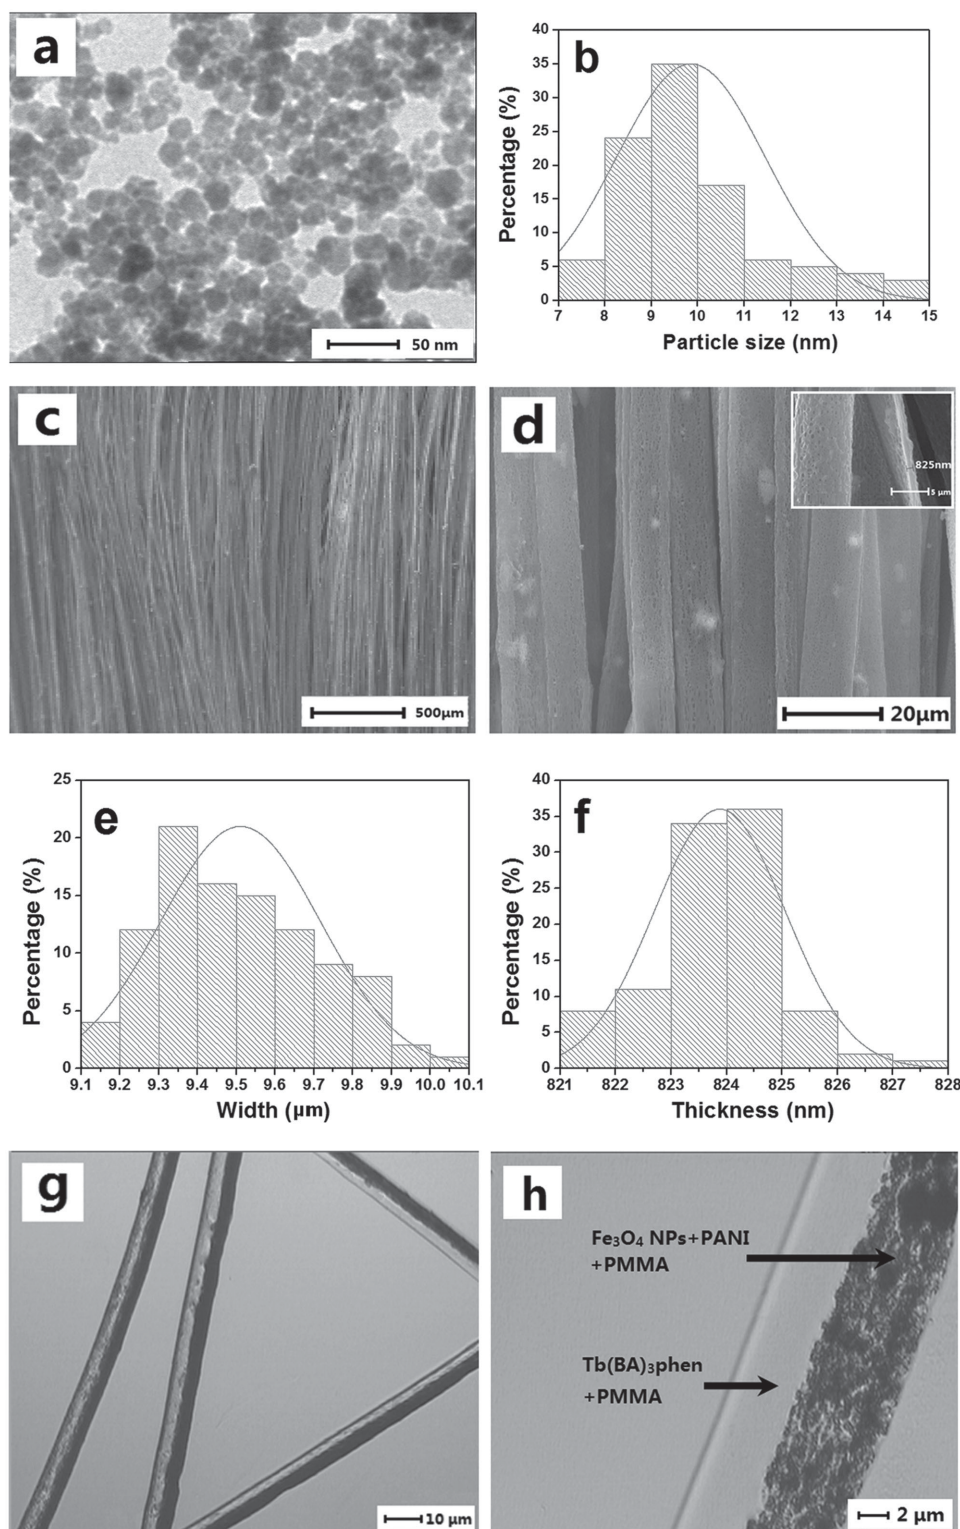 a
50 nm
b
Percentage (%)
40
35
30
25
20
15
10
5
0
7 8 9 10 11 12 13 14 15
Particle size (nm)
c
500μm
d
825nm
5 μm
20μm
e
Percentage (%)
25
20
15
10
5
0
9.1 9.2 9.3 9.4 9.5 9.6 9.7 9.8 9.9 10.0 10.1
Width (μm)
f
Percentage (%)
40
35
30
25
20
15
10
5
0
821 822 823 824 825 826 827 828
Thickness (nm)
g
10 μm
h
Fe₃O₄ NPs+PANI
+PMMA
Tb(BA)₃phen
+PMMA
2 μm